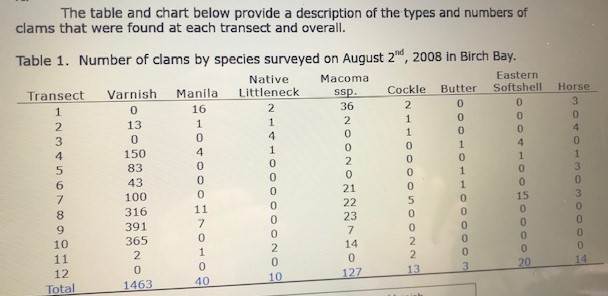 The table and chart below provide a description of the types and numbers of
clams that were found at each transect and overall.
Table 1. Number of clams by species surveyed on August 2nd, 2008 in Birch Bay.
Native Macoma Eastern
Transect Varnish Manila Littleneck ssp. Cockle Butter Softshell Horse
1 0 16 2 36 2 0 0 3
2 13 1 1 2 1 0 0 0
3 0 0 4 0 1 0 0 4
4 150 4 1 0 0 1 4 0
5 83 0 0 2 0 0 1 1
6 43 0 0 0 0 1 0 3
7 100 0 0 21 0 1 0 0
8 316 11 0 22 5 0 15 3
9 391 7 0 23 0 0 0 0
10 365 0 0 7 0 0 0 0
11 2 1 2 14 2 0 0 0
12 0 0 0 0 2 0 0 0
Total 1463 40 10 127 13 3 20 14